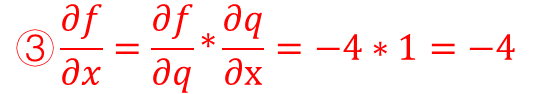 ③ ∂f/∂x = ∂f/∂q * ∂q/∂x = −4 * 1 = −4